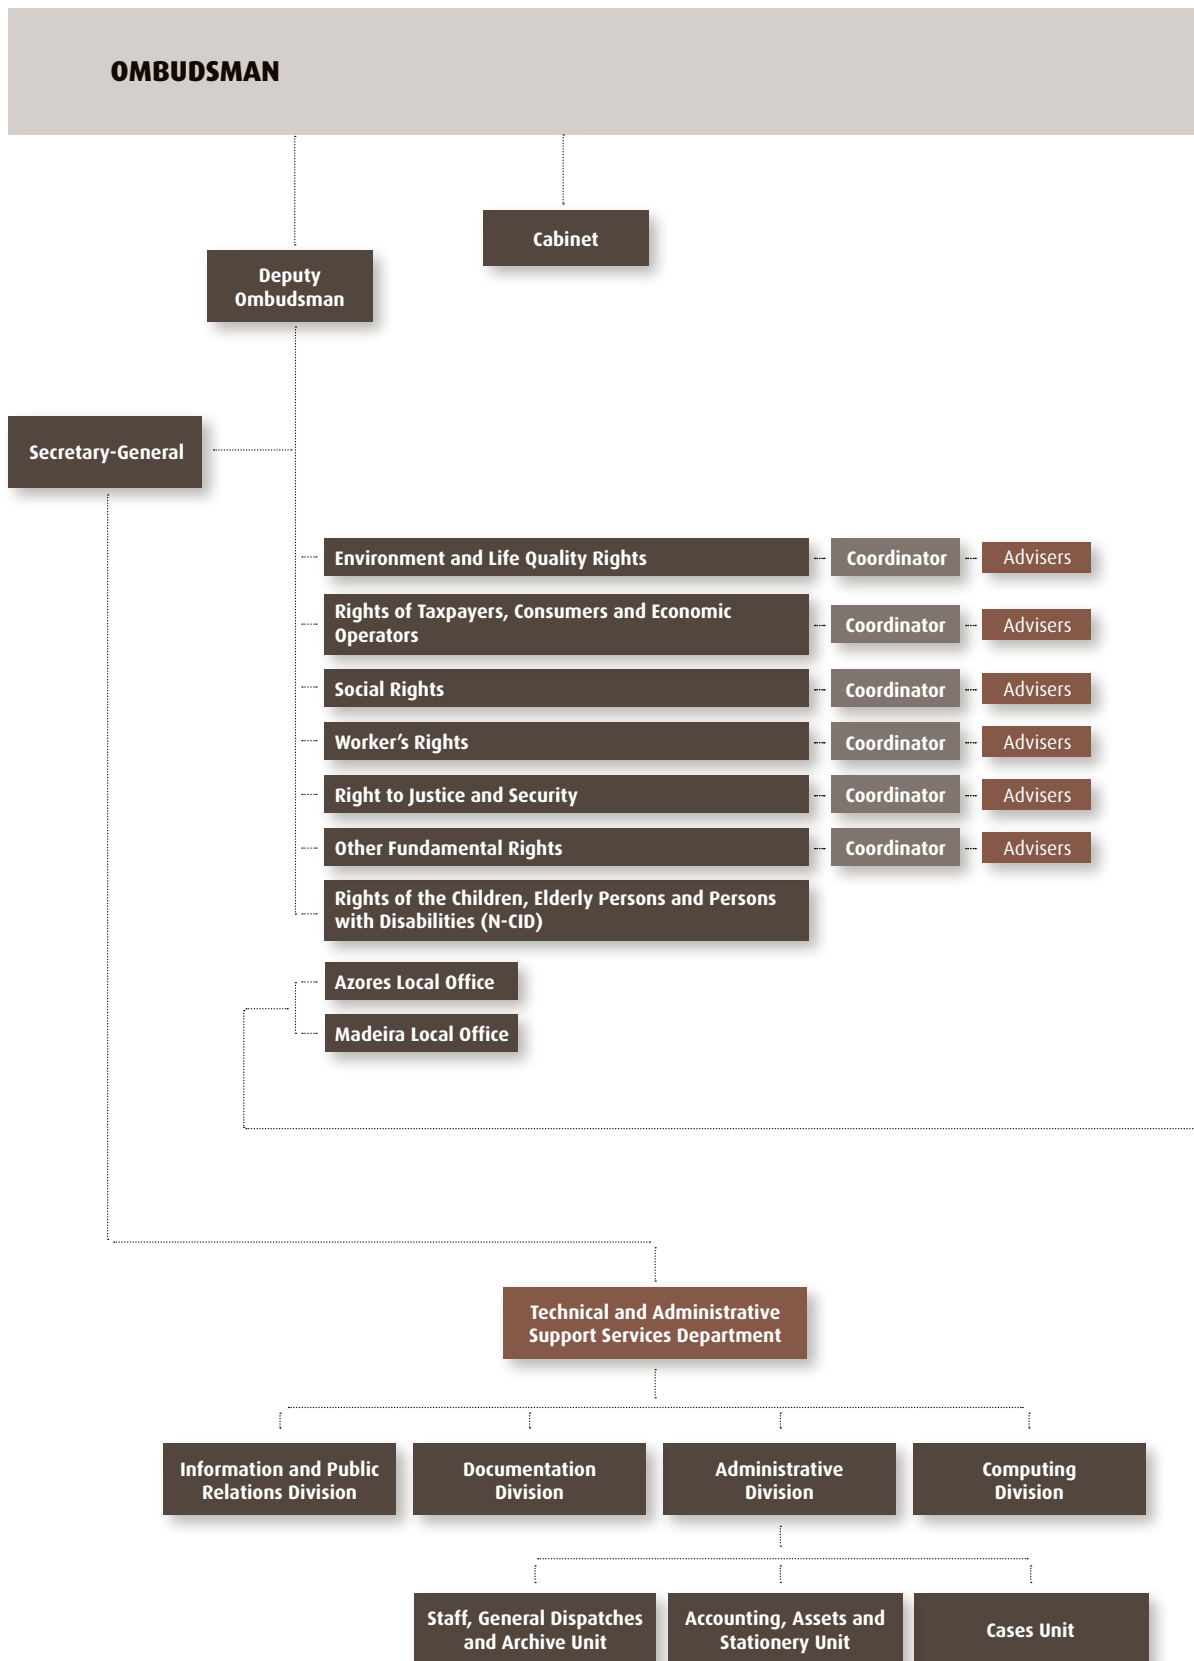 OMBUDSMAN
Cabinet
Deputy
Ombudsman
Secretary-General
Environment and Life Quality Rights
Coordinator
Advisers
Rights of Taxpayers, Consumers and Economic
Operators
Coordinator
Advisers
Social Rights
Coordinator
Advisers
Worker’s Rights
Coordinator
Advisers
Right to Justice and Security
Coordinator
Advisers
Other Fundamental Rights
Coordinator
Advisers
Rights of the Children, Elderly Persons and Persons
with Disabilities (N-CID)
Azores Local Office
Madeira Local Office
Technical and Administrative
Support Services Department
Information and Public
Relations Division
Documentation
Division
Administrative
Division
Computing
Division
Staff, General Dispatches
and Archive Unit
Accounting, Assets and
Stationery Unit
Cases Unit